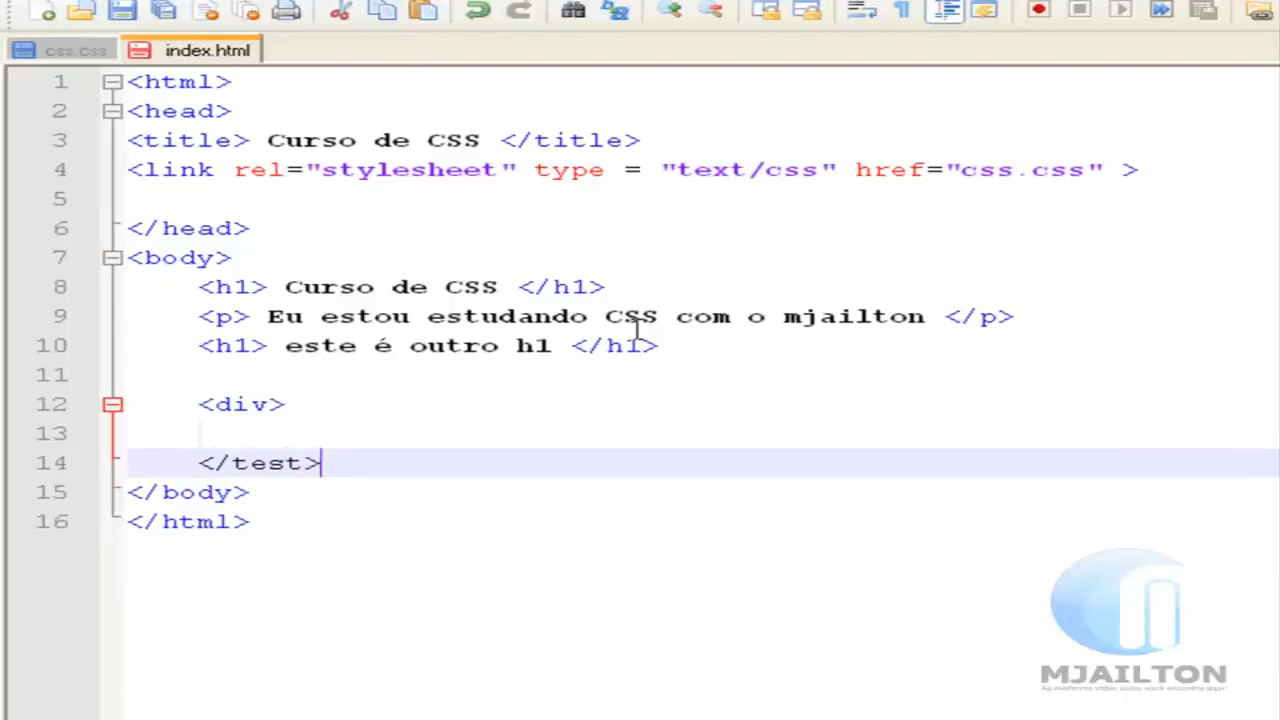 css.css index.html
1 <html>
2 <head>
3 <title> Curso de CSS </title>
4 <link rel="stylesheet" type = "text/css" href="css.css" >
5
6 </head>
7 <body>
8 <h1> Curso de CSS </h1>
9 <p> Eu estou estudando CSS com o mjailton </p>
10 <h1> este é outro h1 </h1>
11
12 <div>
13
14 </test>
15 </body>
16 </html>
MJAILTON